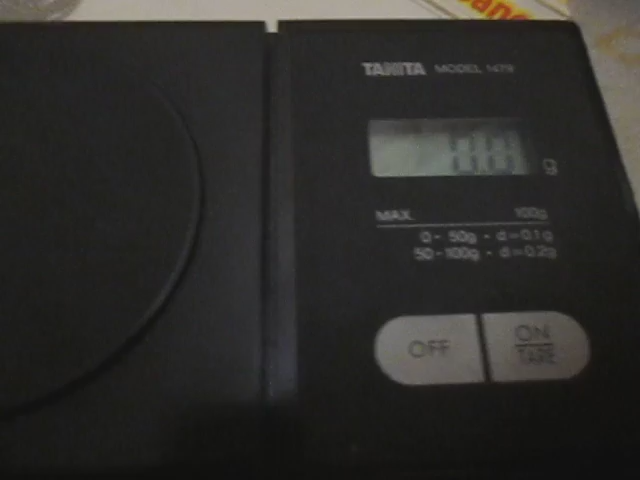 TANITA MODEL 1479
g
MAX. 100g
0- 50g · d=0.1g
50-100g · d=0.2g
OFF
ON
TARE